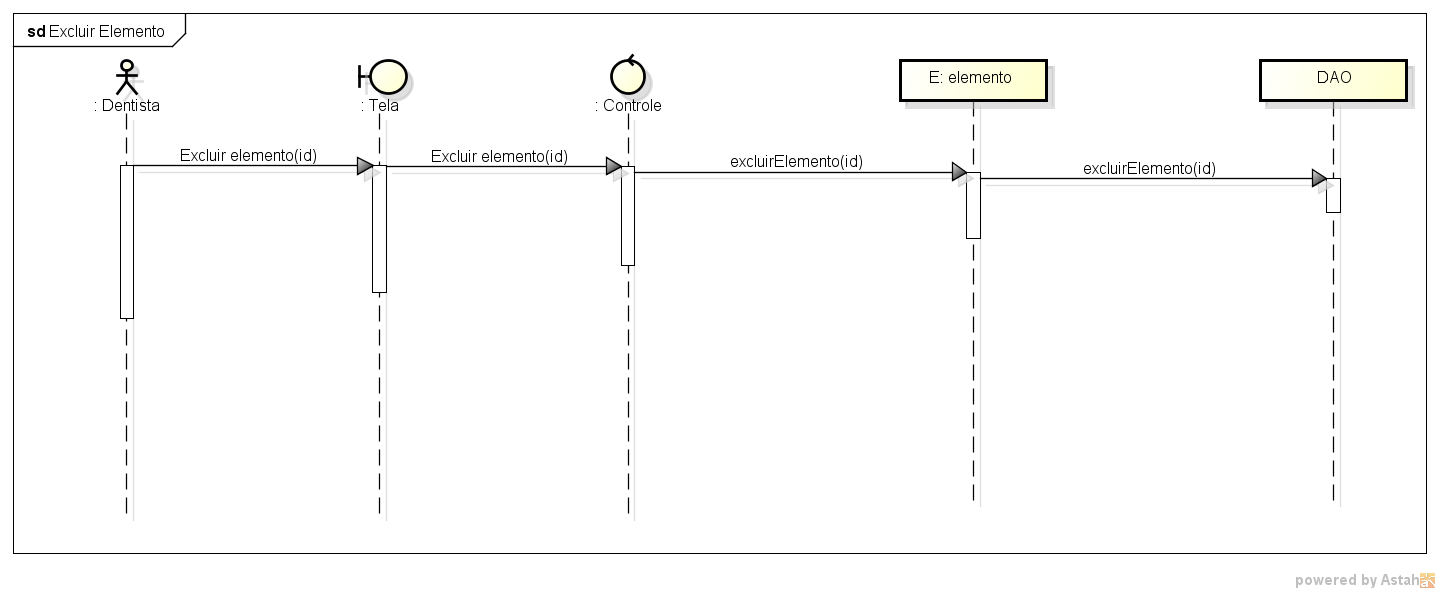 sd Excluir Elemento
: Dentista
: Tela
: Controle
E: elemento
DAO
Excluir elemento(id)
Excluir elemento(id)
excluirElemento(id)
excluirElemento(id)
powered by Astah